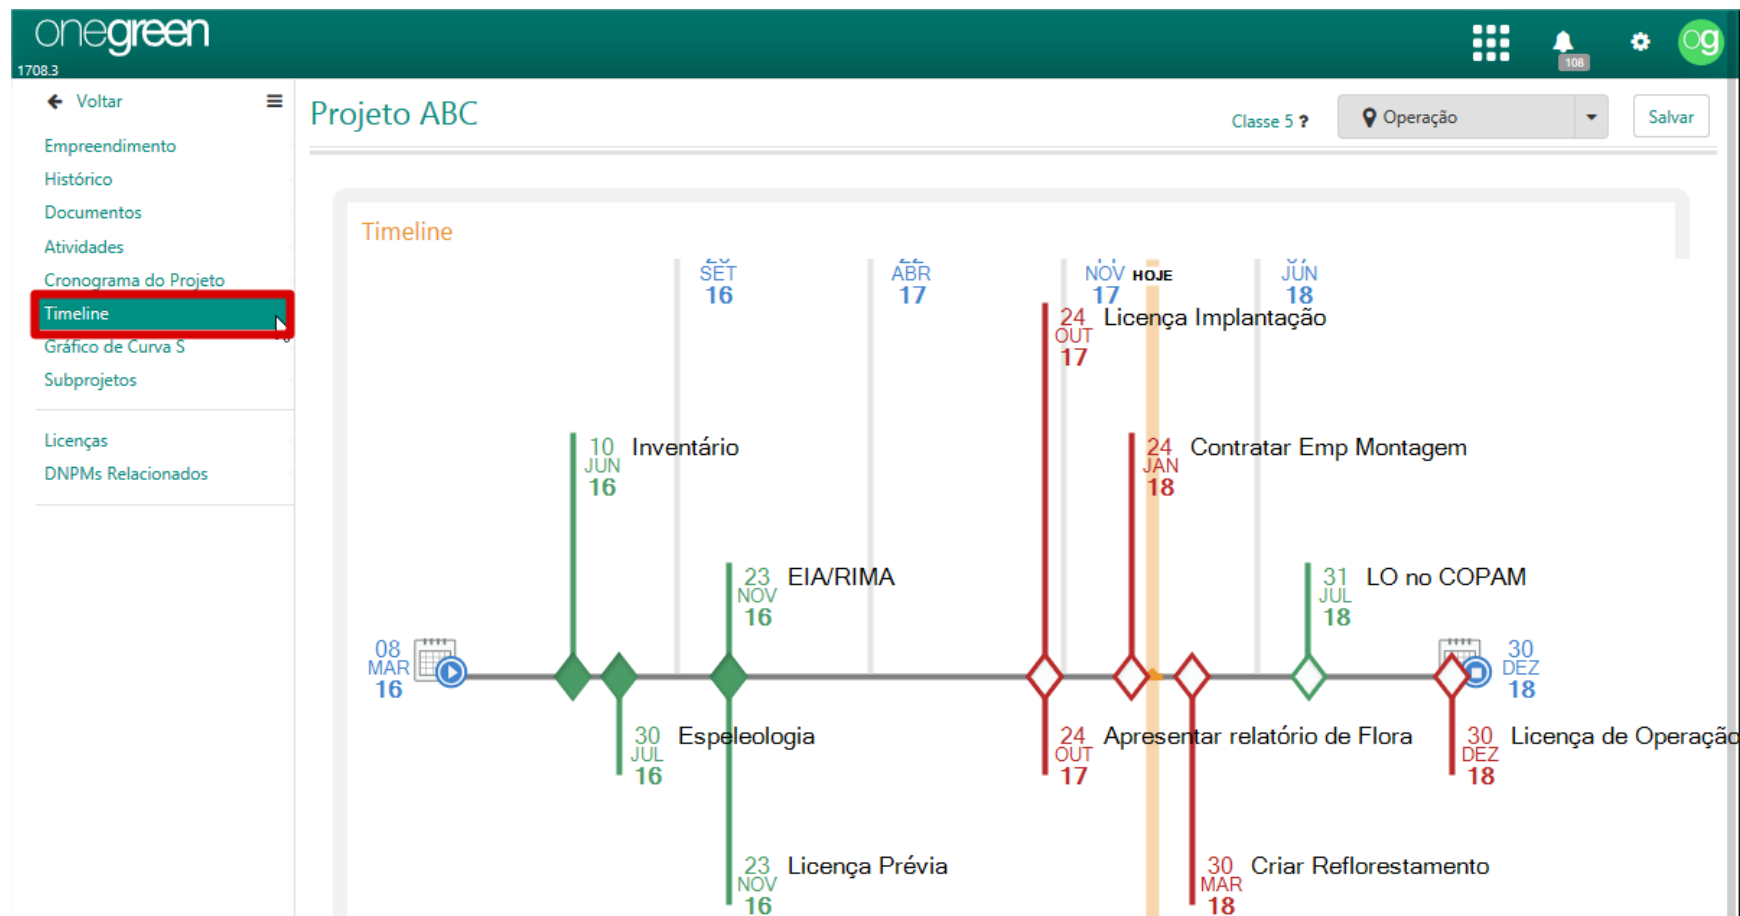 onegreen
1708.3
108
og
Voltar
Empreendimento
Histórico
Documentos
Atividades
Cronograma do Projeto
Timeline
Gráfico de Curva S
Subprojetos
Licenças
DNPMs Relacionados
Projeto ABC
Classe 5 ?
Operação
Salvar
Timeline
SET
16
ABR
17
NOV
17
HOJE
JUN
18
24
OUT
17
Licença Implantação
10
JUN
16
Inventário
24
JAN
18
Contratar Emp Montagem
23
NOV
16
EIA/RIMA
31
JUL
18
LO no COPAM
08
MAR
16
30
DEZ
18
30
JUL
16
Espeleologia
24
OUT
17
Apresentar relatório de Flora
30
DEZ
18
Licença de Operação
23
NOV
16
Licença Prévia
30
MAR
18
Criar Reflorestamento